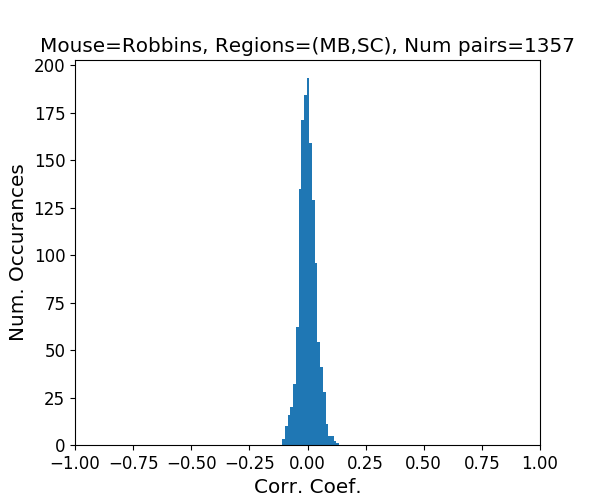 Mouse=Robbins, Regions=(MB,SC), Num pairs=1357
200
175
150
125
100
75
50
25
0
Num. Occurances
−1.00 −0.75 −0.50 −0.25 0.00 0.25 0.50 0.75 1.00
Corr. Coef.